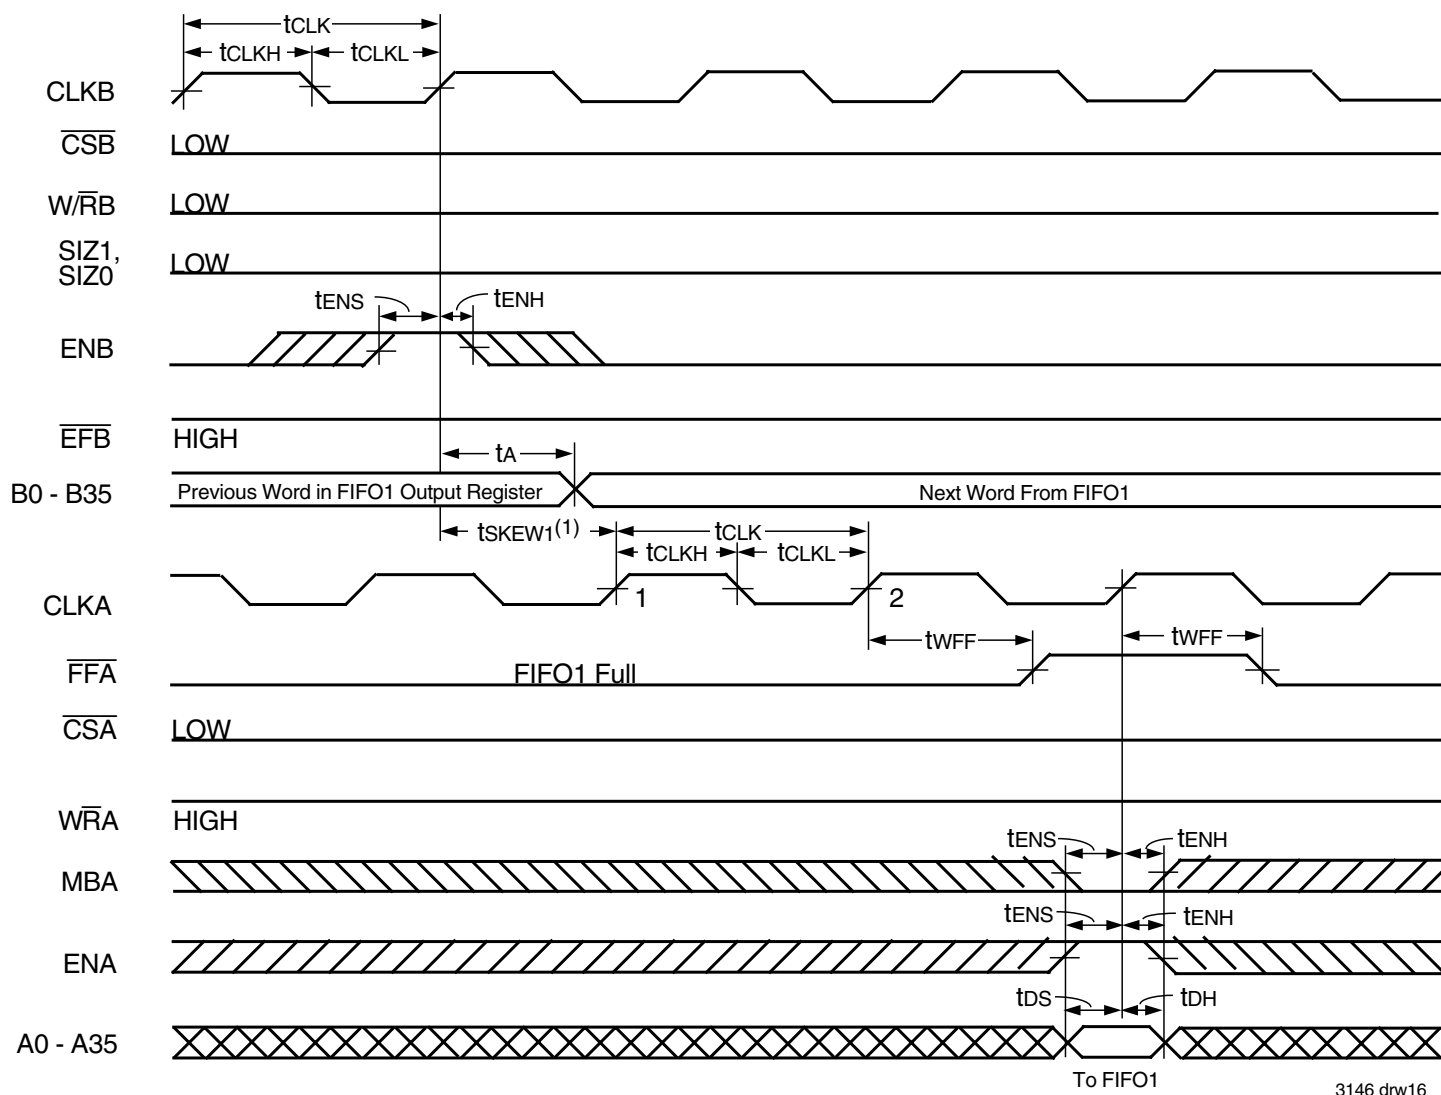 tCLK
tCLKH tCLKL
CLKB
CSB LOW
W/RB LOW
SIZ1,
SIZ0 LOW
tENS tENH
ENB
EFB HIGH
tA
B0 - B35 Previous Word in FIFO1 Output Register Next Word From FIFO1
tSKEW1(1) tCLK
tCLKH tCLKL
CLKA 1 2
tWFF tWFF
FFA FIFO1 Full
CSA LOW
WRA HIGH
tENS tENH
MBA
tENS tENH
ENA
tDS tDH
A0 - A35
To FIFO1
3146 drw16